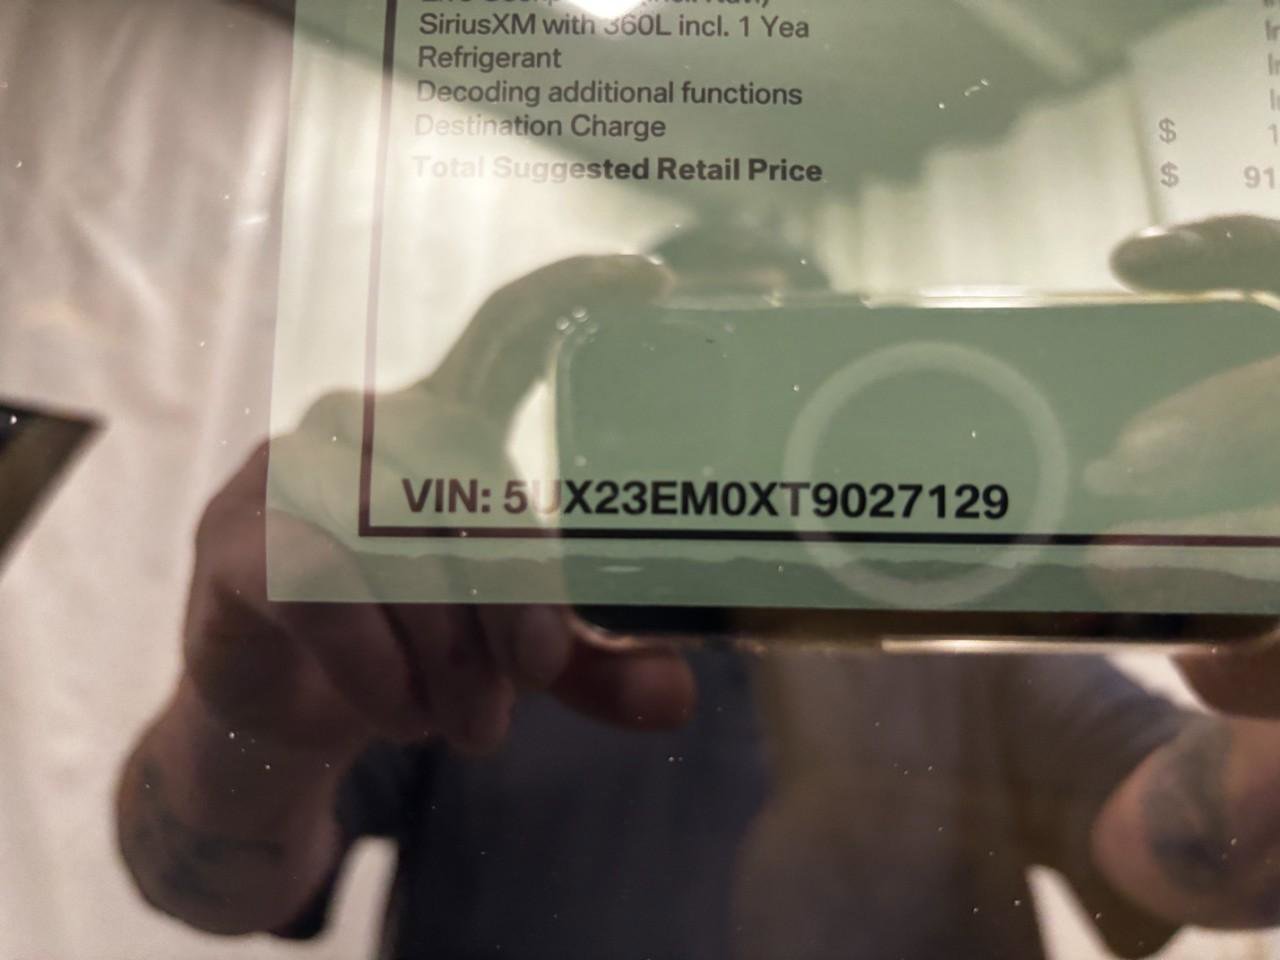 SiriusXM with 360L incl. 1 Yea
Refrigerant
Decoding additional functions
Destination Charge $ 1
Total Suggested Retail Price $ 91
VIN: 5UX23EM0XT9027129